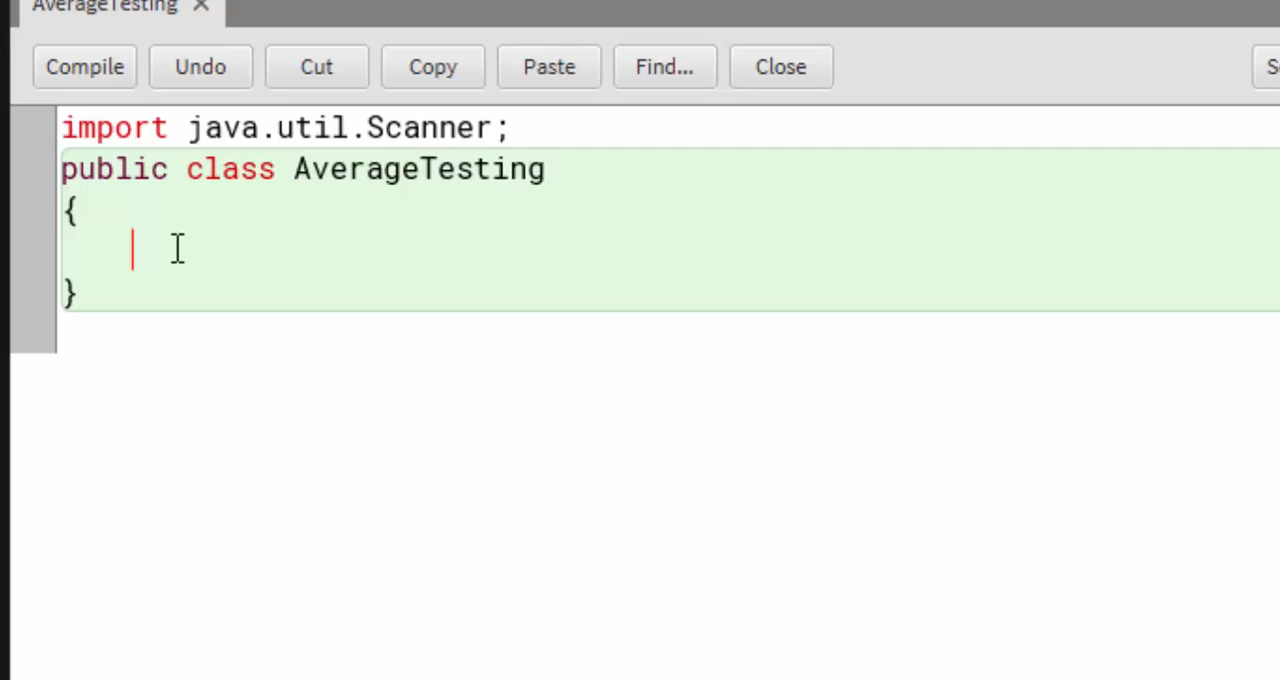 AverageTesting
Compile Undo Cut Copy Paste Find... Close
import java.util.Scanner;
public class AverageTesting
{
}